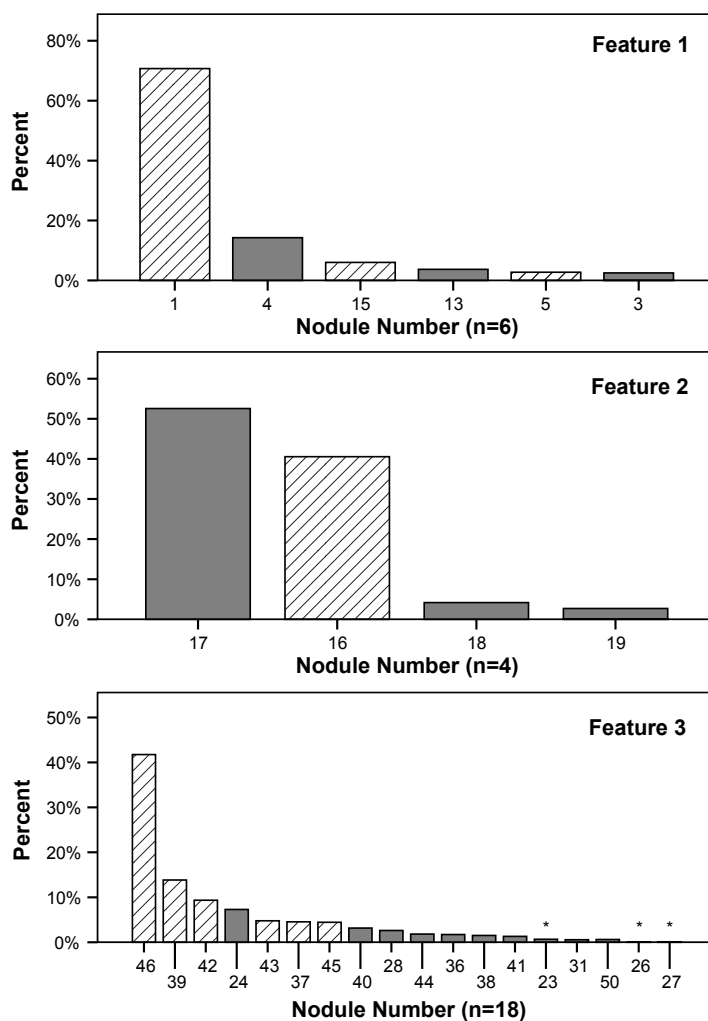 80%
Feature 1
60%
40%
20%
0%
Percent
1 4 15 13 5 3
Nodule Number (n=6)
60%
Feature 2
50%
40%
30%
20%
10%
0%
Percent
17 16 18 19
Nodule Number (n=4)
50%
Feature 3
40%
30%
20%
10%
0%
Percent
* * *
46 42 43 45 28 36 41 31 26
39 24 37 40 44 38 23 50 27
Nodule Number (n=18)